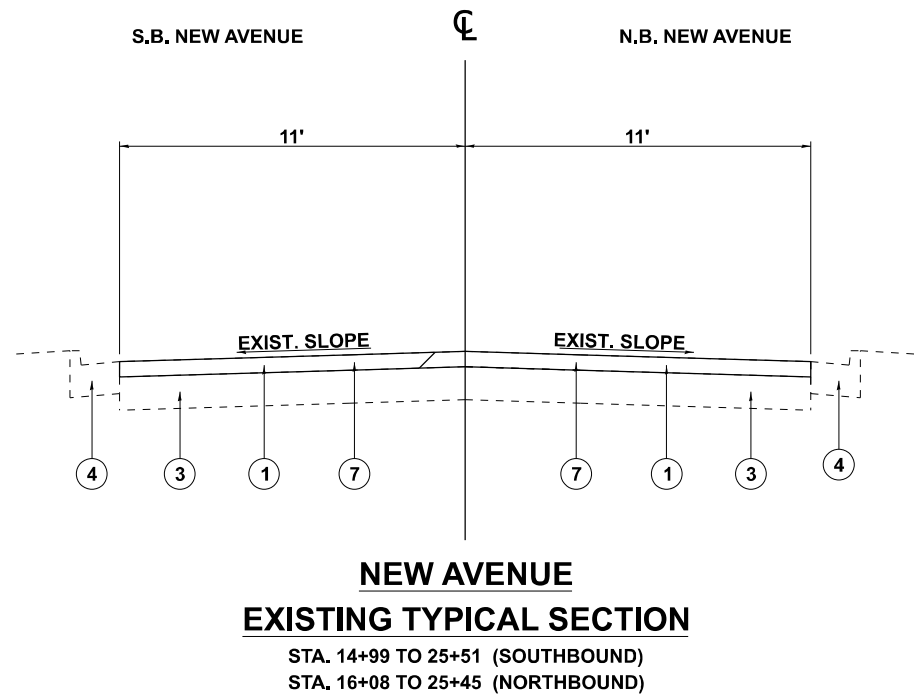 S.B. NEW AVENUE
℄
N.B. NEW AVENUE
11'
11'
EXIST. SLOPE
EXIST. SLOPE
4
3
1
7
7
1
3
4
NEW AVENUE
EXISTING TYPICAL SECTION
STA. 14+99 TO 25+51 (SOUTHBOUND)
STA. 16+08 TO 25+45 (NORTHBOUND)